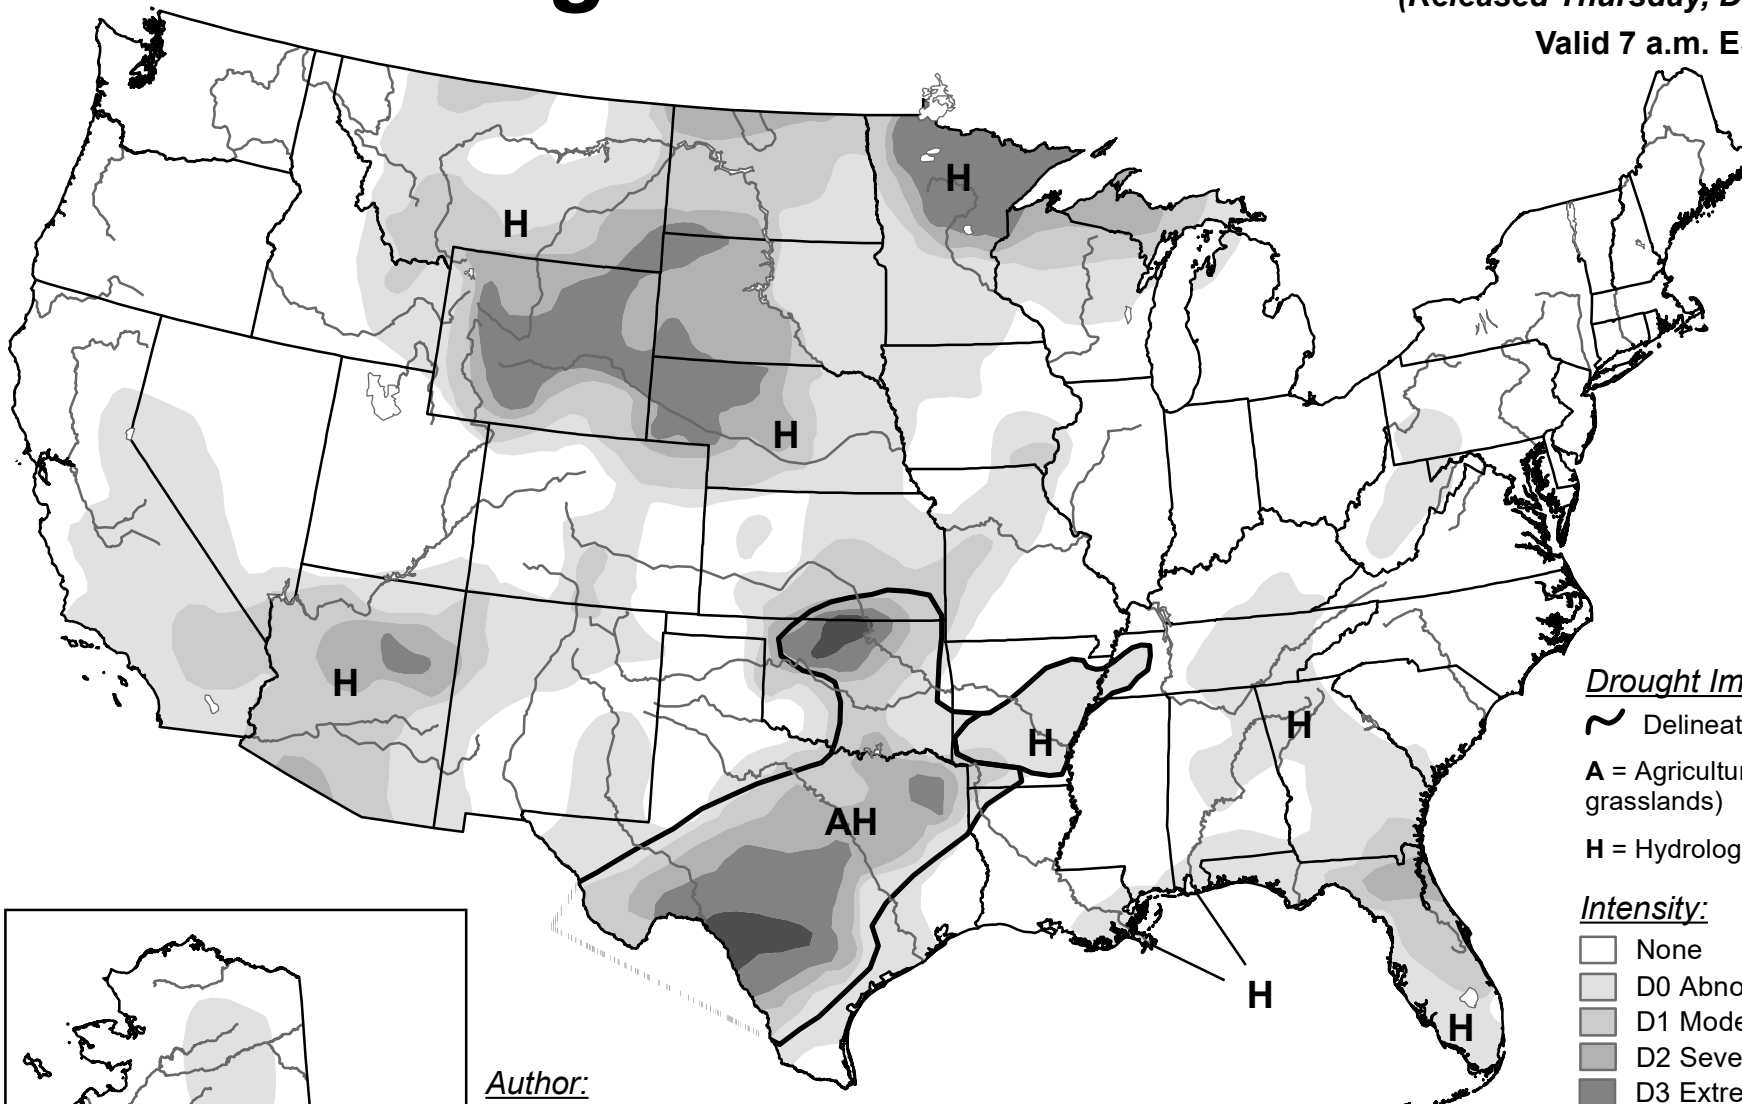 g
(Released Thursday, D
Valid 7 a.m. E
H
H
H
H
H
H
H
AH
H
H
Drought Im
Delineat
A = Agricultur
grasslands)
H = Hydrolog
Intensity:
None
D0 Abno
D1 Mode
D2 Seve
D3 Extre
Author: